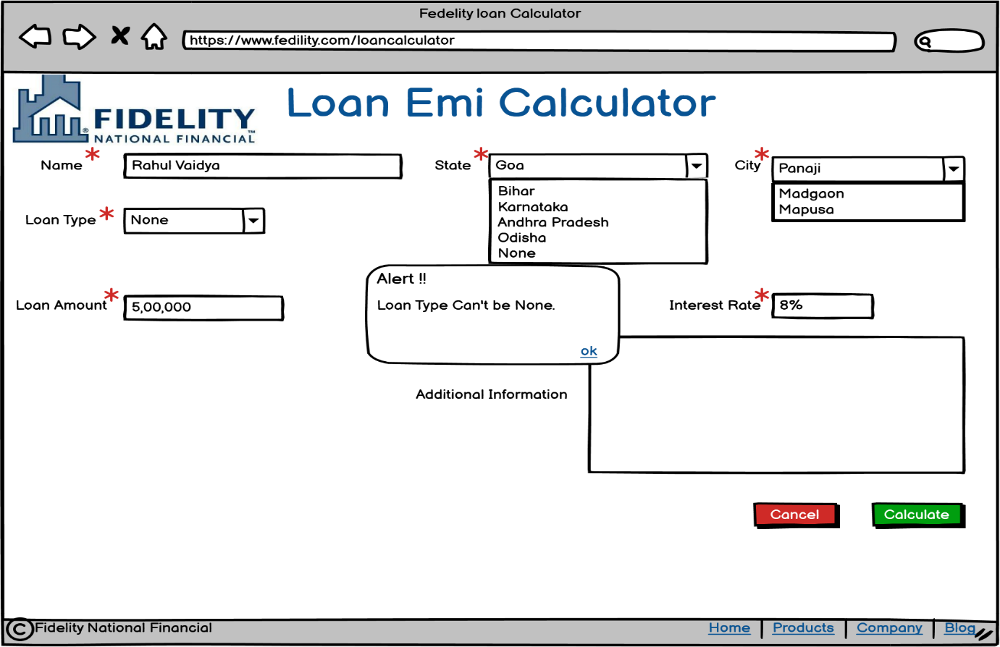 Fedelity loan Calculator
https://www.fedility.com/loancalculator
FIDELITY
NATIONAL FINANCIAL™
®
Loan Emi Calculator
Name * Rahul Vaidya
State * Goa
Bihar
Karnataka
Andhra Pradesh
Odisha
None
City * Panaji
Madgaon
Mapusa
Loan Type * None
Alert !!
Loan Type Can't be None.
ok
Loan Amount * 5,00,000
Interest Rate * 8%
Additional Information
Cancel
Calculate
© Fidelity National Financial
Home | Products | Company | Blog